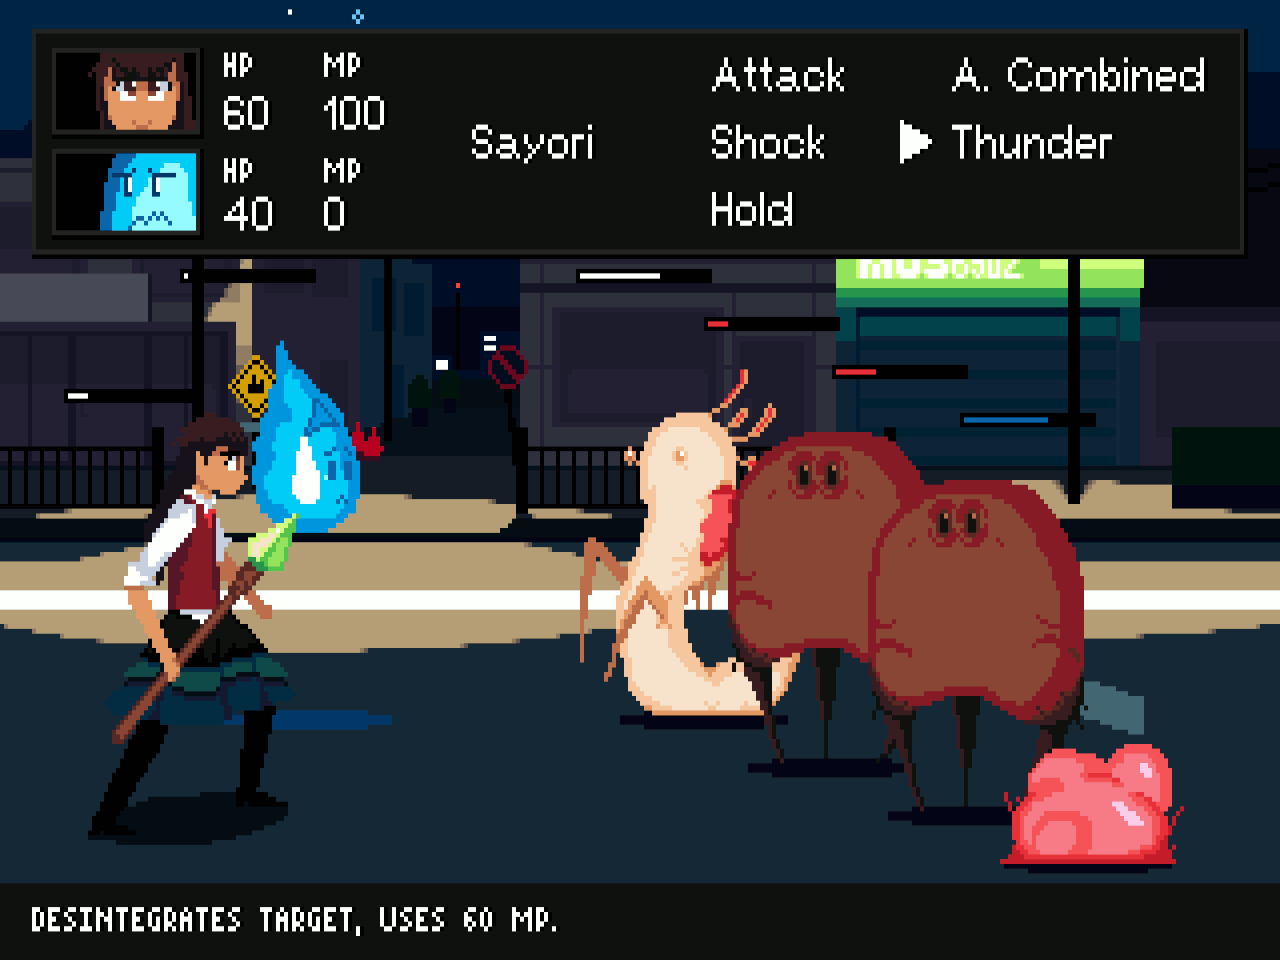 HP MP
60 100
HP MP
40 0
Sayori
Attack A. Combined
Shock Thunder
Hold
DESINTEGRATES TARGET, USES 60 MP.